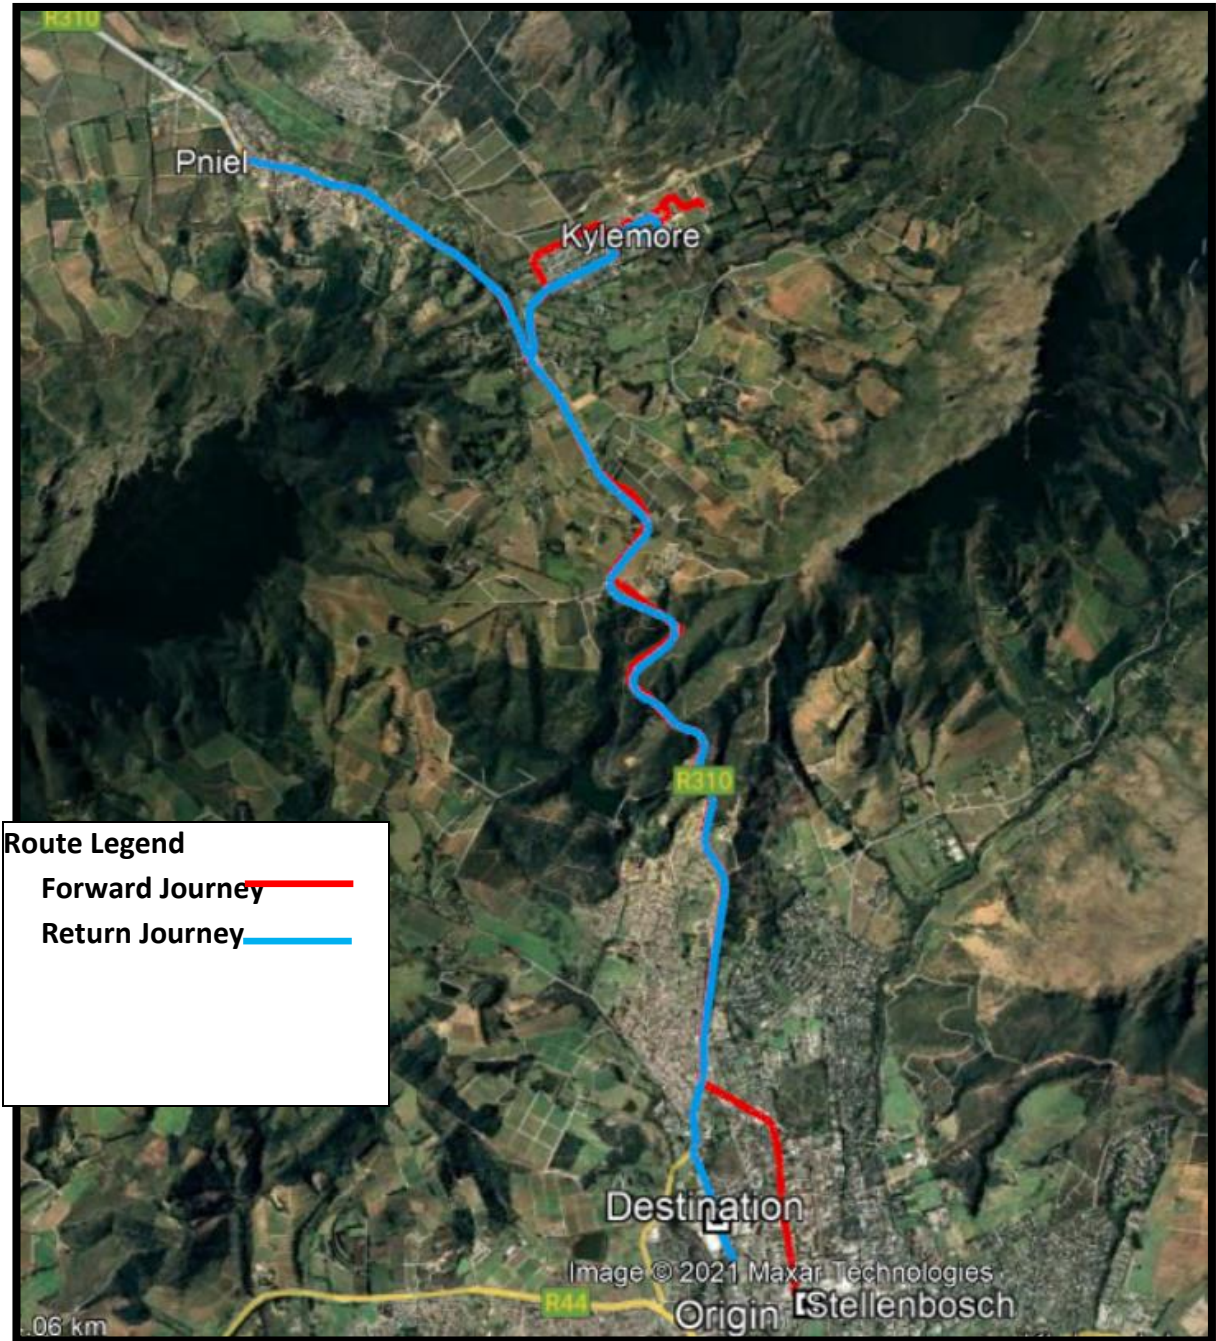 R310
Pniel
Kylemore
R310
Route Legend
Forward Journey
Return Journey
Destination
Image © 2021 Maxar Technologies
R44
Origin
Stellenbosch
.06 km